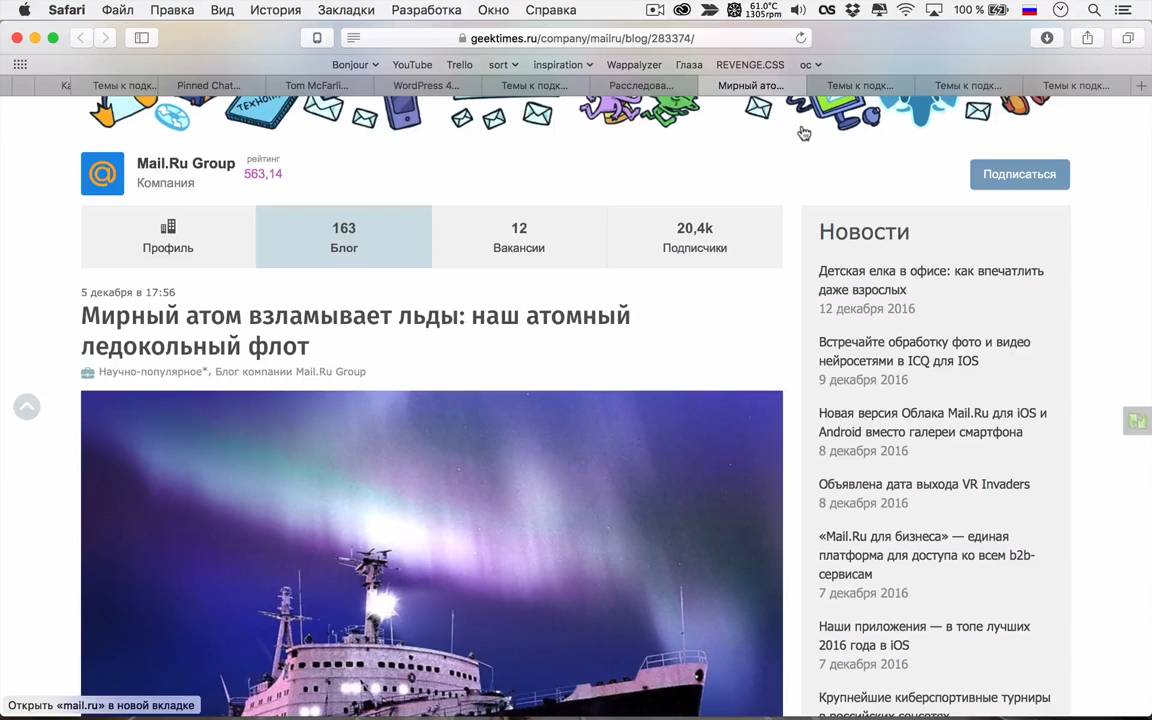 Safari Файл Правка Вид История Закладки Разработка Окно Справка 61.0°C 1305rpm 100 %
geektimes.ru/company/mailru/blog/283374/
Bonjour YouTube Trello sort inspiration Wappalyzer Глаза REVENGE.CSS ос
Ка Темы к подк... Pinned Chat... Tom McFarli... WordPress 4... Темы к подк... Расследова... Мирный ато... Темы к подк... Темы к подк... Темы к подк...
Mail.Ru Group
Компания
рейтинг
563,14
Подписаться
Профиль
163
Блог
12
Вакансии
20,4k
Подписчики
5 декабря в 17:56
Мирный атом взламывает льды: наш атомный
ледокольный флот
Научно-популярное*, Блог компании Mail.Ru Group
Новости
Детская елка в офисе: как впечатлить
даже взрослых
12 декабря 2016
Встречайте обработку фото и видео
нейросетями в ICQ для IOS
9 декабря 2016
Новая версия Облака Mail.Ru для iOS и
Android вместо галереи смартфона
8 декабря 2016
Объявлена дата выхода VR Invaders
8 декабря 2016
«Mail.Ru для бизнеса» — единая
платформа для доступа ко всем b2b-
сервисам
7 декабря 2016
Наши приложения — в топе лучших
2016 года в iOS
7 декабря 2016
Крупнейшие киберспортивные турниры
в российских соцсетях
Открыть «mail.ru» в новой вкладке